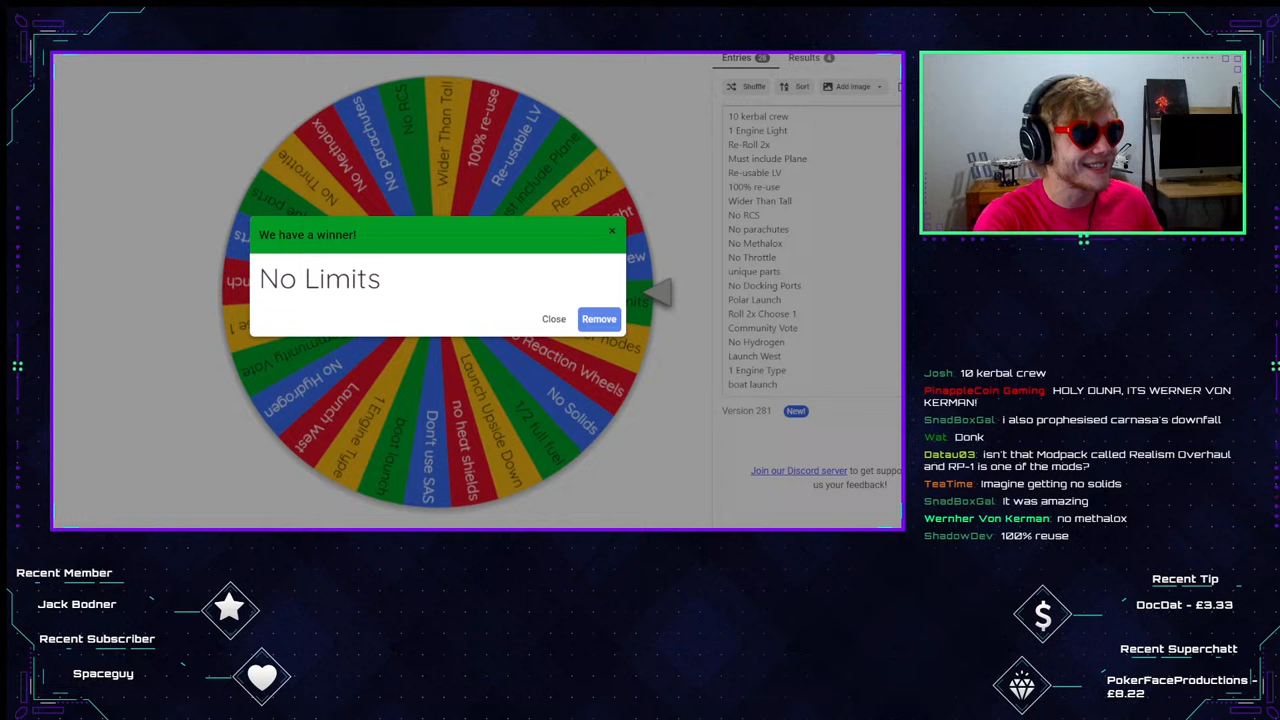 Entries 28
Results 4
Shuffle
Sort
Add image
10 kerbal crew
1 Engine Light
Re-Roll 2x
Must include Plane
Re-usable LV
100% re-use
Wider Than Tall
No RCS
No parachutes
No Methalox
No Throttle
unique parts
No Docking Ports
Polar Launch
Roll 2x Choose 1
Community Vote
No Hydrogen
Launch West
1 Engine Type
boat launch
Version 281 New!
Join our Discord server to get suppo
us your feedback!
No RCS
Wider Than Tall
100% re-use
Re-usable LV
include Plane
Re-Roll 2x
No Solids
1/2 full fuel
Launch Upside Down
no heat shields
Don't use SAS
boat launch
1 Engine Type
Launch West
No Hydrogen
Reaction Wheels
No Throttle
No Methalox
No parachutes
We have a winner!
×
No Limits
Close
Remove
Josh: 10 kerbal crew
PinappleCoin Gaming: HOLY DUNA, ITS WERNER VON
KERMAN!
SnadBoxGal: i also prophesised carnasa's downfall
Wat: Donk
Datau03: isn't that Modpack called Realism Overhaul
and RP-1 is one of the mods?
TeaTime: Imagine getting no solids
SnadBoxGal: It was amazing
Wernher Von Kerman: no methalox
ShadowDev: 100% reuse
Recent Member
Jack Bodner
Recent Subscriber
Spaceguy
Recent Tip
DocDat - £3.33
Recent Superchatt
PokerFaceProductions -
£8.22